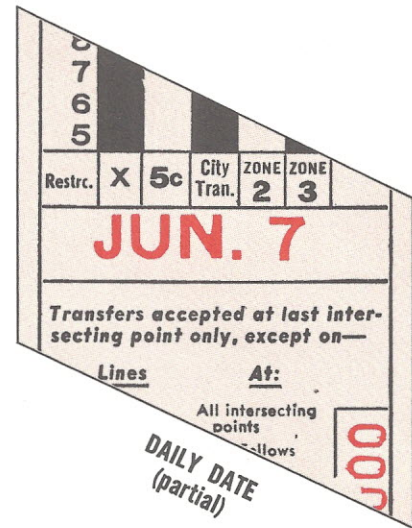 7
6
5
Restrc. X 5c City Tran. ZONE 2 ZONE 3
JUN. 7
Transfers accepted at last inter-
secting point only, except on—
Lines At:
All intersecting
points
DAILY DATE
(partial)